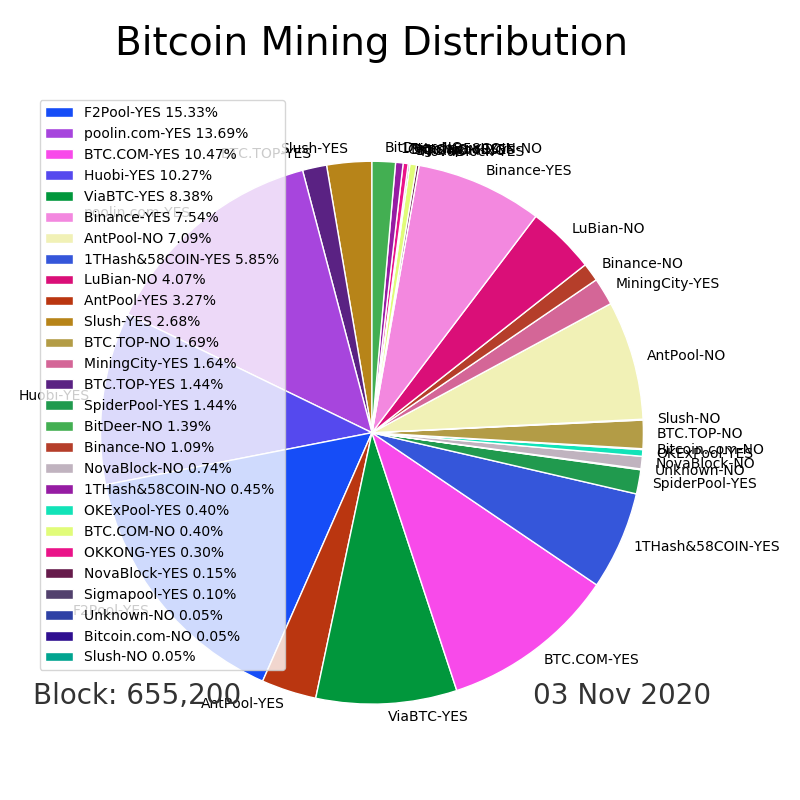 Bitcoin Mining Distribution
F2Pool-YES 15.33%
poolin.com-YES 13.69%
BTC.COM-YES 10.47%
Huobi-YES 10.27%
ViaBTC-YES 8.38%
Binance-YES 7.54%
AntPool-NO 7.09%
1THash&58COIN-YES 5.85%
LuBian-NO 4.07%
AntPool-YES 3.27%
Slush-YES 2.68%
BTC.TOP-NO 1.69%
MiningCity-YES 1.64%
BTC.TOP-YES 1.44%
SpiderPool-YES 1.44%
BitDeer-NO 1.39%
Binance-NO 1.09%
NovaBlock-NO 0.74%
1THash&58COIN-NO 0.45%
OKExPool-YES 0.40%
BTC.COM-NO 0.40%
OKKONG-YES 0.30%
NovaBlock-YES 0.15%
Sigmapool-YES 0.10%
Unknown-NO 0.05%
Bitcoin.com-NO 0.05%
Slush-NO 0.05%
Slush-YES
BTC.TOP-YES
poolin.com-YES
Huobi-YES
F2Pool-YES
AntPool-YES
ViaBTC-YES
BTC.COM-YES
1THash&58COIN-YES
SpiderPool-YES
Unknown-NO
NovaBlock-NO
OKExPool-YES
Bitcoin.com-NO
BTC.TOP-NO
Slush-NO
AntPool-NO
MiningCity-YES
Binance-NO
LuBian-NO
Binance-YES
Block: 655,200
03 Nov 2020